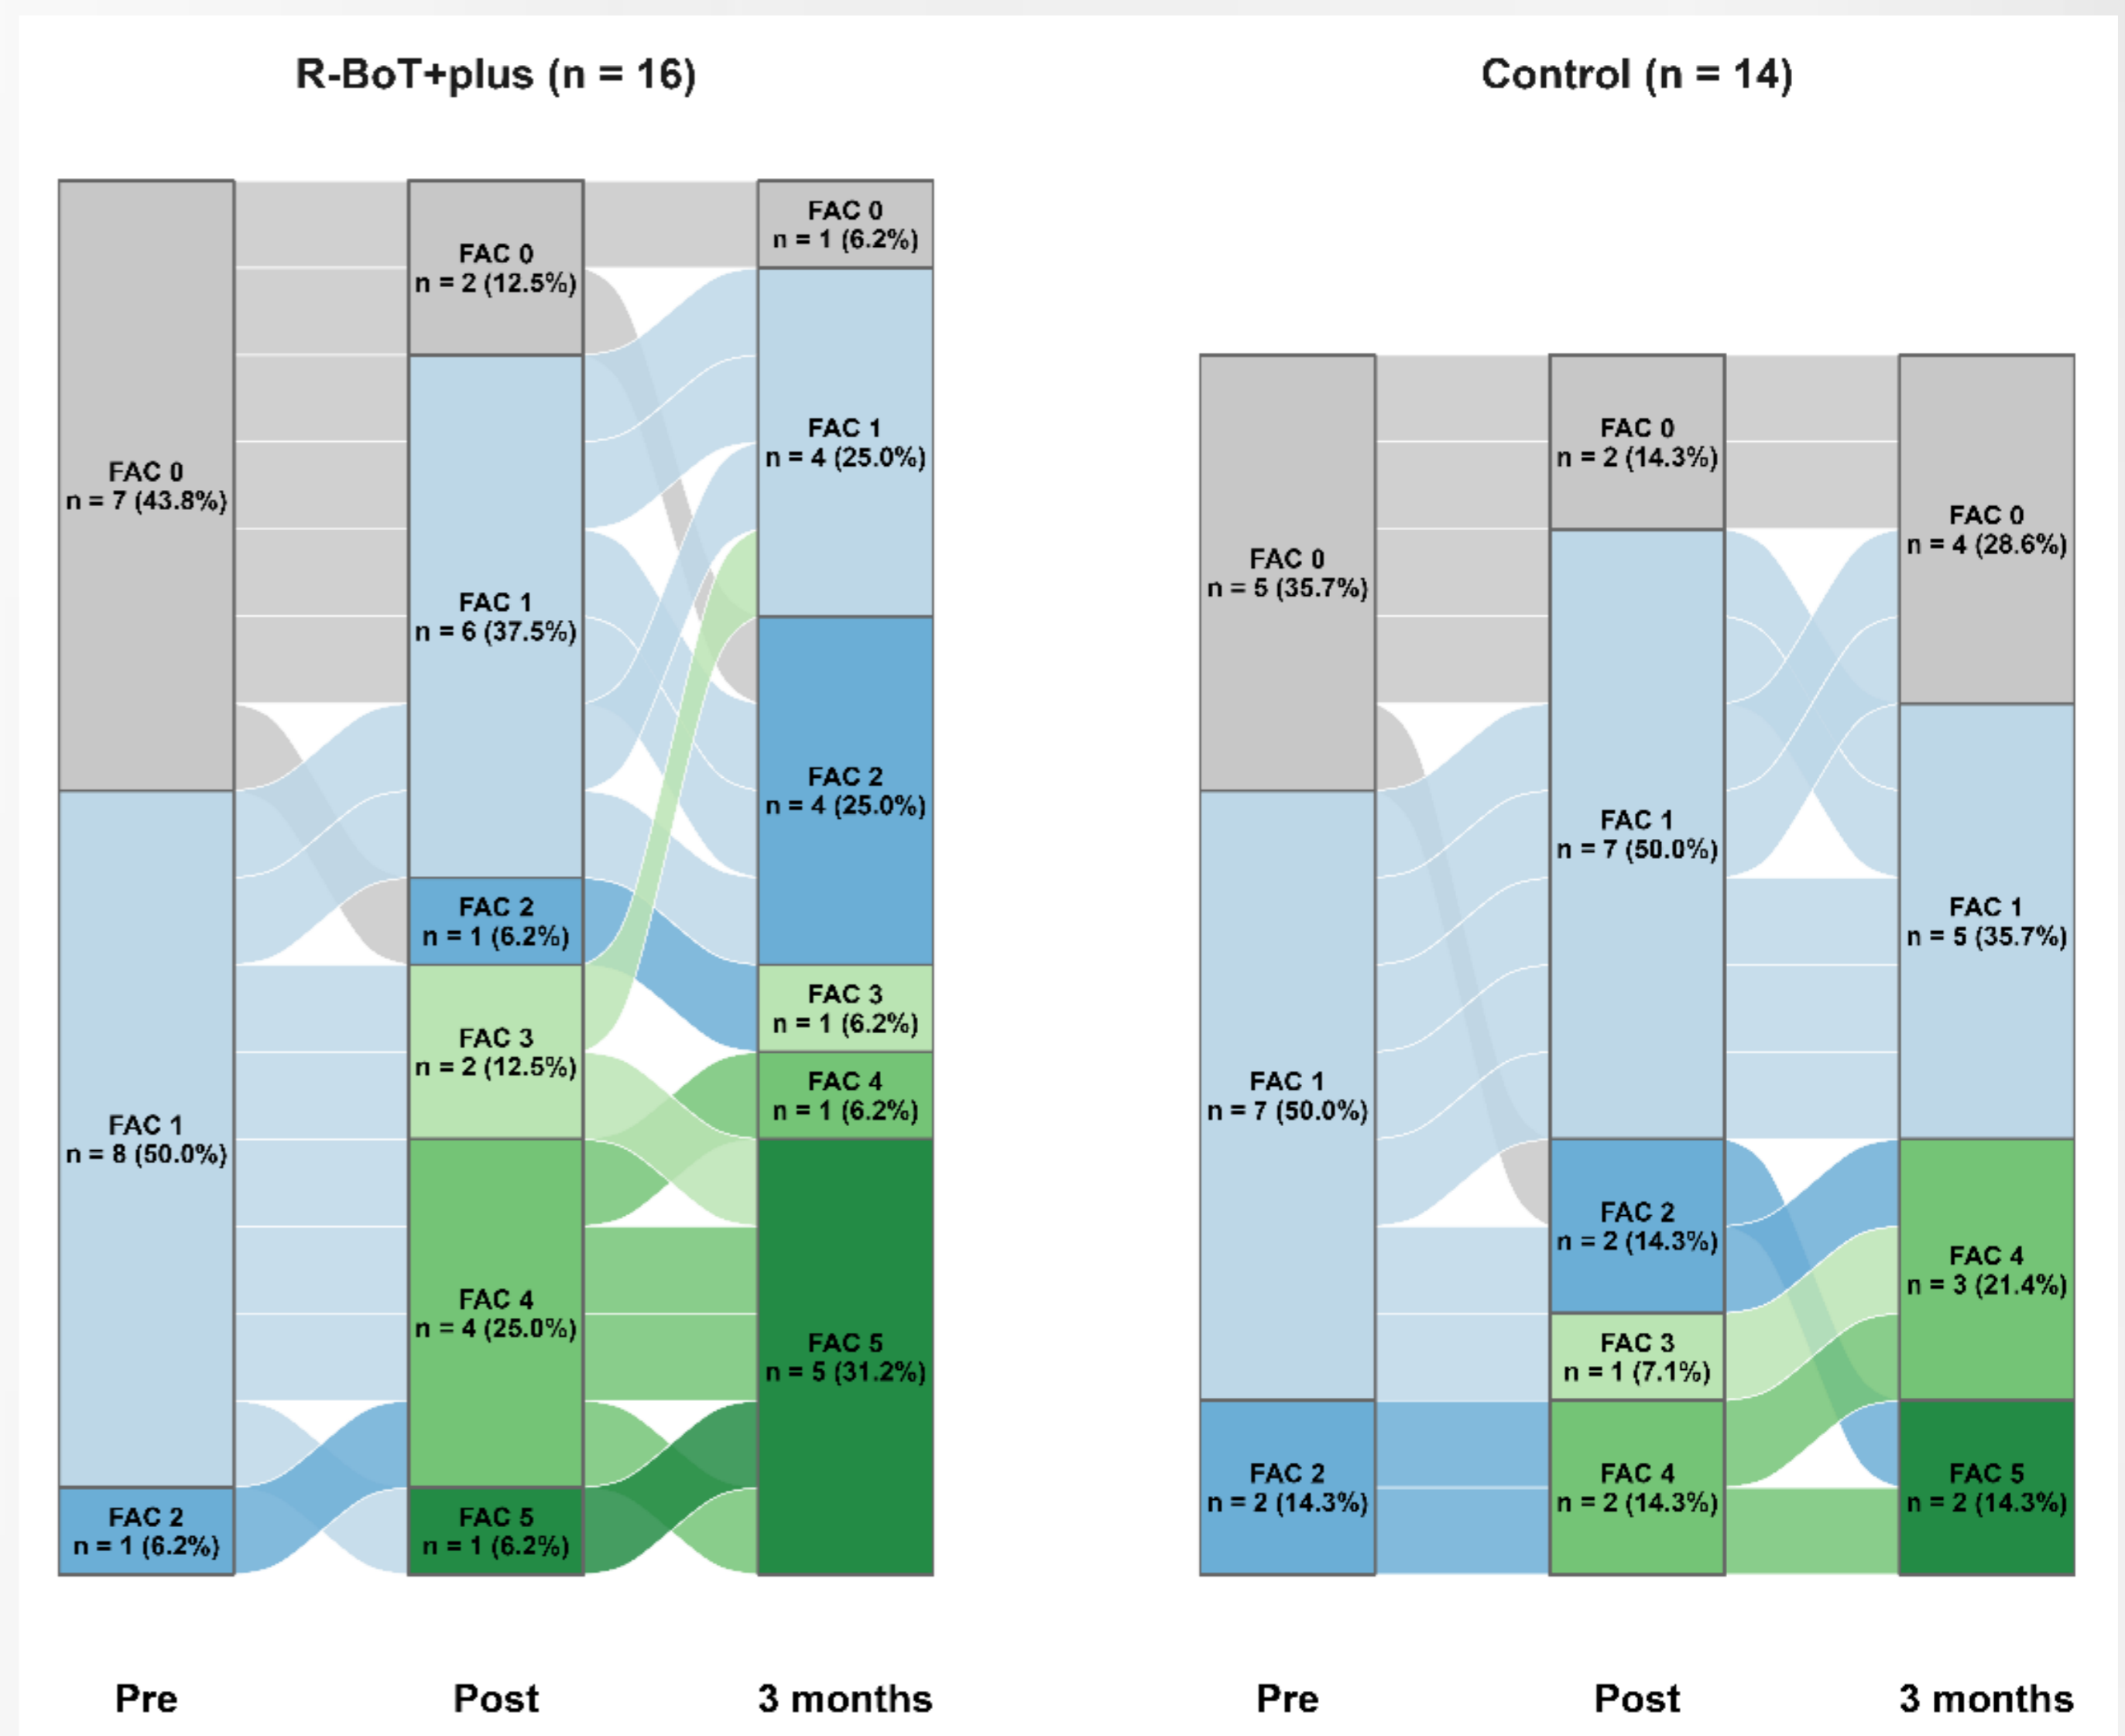 R-BoT+plus (n = 16)
FAC 0
n = 7 (43.8%)
FAC 1
n = 8 (50.0%)
FAC 2
n = 1 (6.2%)
FAC 0
n = 2 (12.5%)
FAC 1
n = 6 (37.5%)
FAC 2
n = 1 (6.2%)
FAC 3
n = 2 (12.5%)
FAC 4
n = 4 (25.0%)
FAC 5
n = 1 (6.2%)
FAC 0
n = 1 (6.2%)
FAC 1
n = 4 (25.0%)
FAC 2
n = 4 (25.0%)
FAC 3
n = 1 (6.2%)
FAC 4
n = 1 (6.2%)
FAC 5
n = 5 (31.2%)
Pre
Post
3 months
Control (n = 14)
FAC 0
n = 5 (35.7%)
FAC 1
n = 7 (50.0%)
FAC 2
n = 2 (14.3%)
FAC 0
n = 2 (14.3%)
FAC 1
n = 7 (50.0%)
FAC 2
n = 2 (14.3%)
FAC 3
n = 1 (7.1%)
FAC 4
n = 2 (14.3%)
FAC 0
n = 4 (28.6%)
FAC 1
n = 5 (35.7%)
FAC 4
n = 3 (21.4%)
FAC 5
n = 2 (14.3%)
Pre
Post
3 months